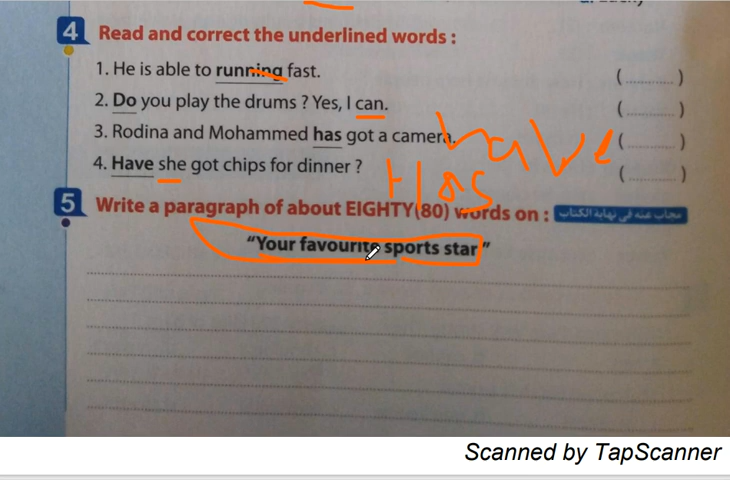 4 Read and correct the underlined words :
1. He is able to running fast. (............)
2. Do you play the drums ? Yes, I can. (............)
3. Rodina and Mohammed has got a camera. have (............)
4. Have she got chips for dinner ? Has (............)
5 Write a paragraph of about EIGHTY(80) words on : مجاب عنه في نهاية الكتاب
"Your favourite sports star"
Scanned by TapScanner